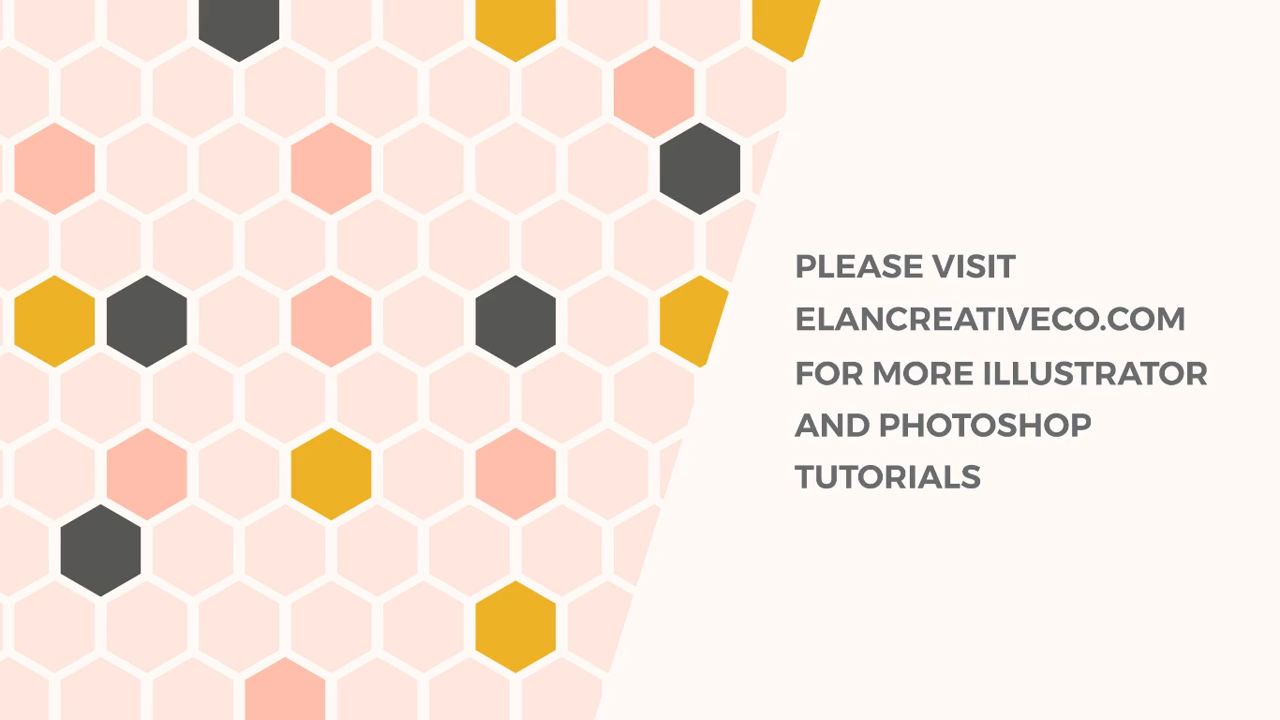 PLEASE VISIT
ELANCREATIVECO.COM
FOR MORE ILLUSTRATOR
AND PHOTOSHOP
TUTORIALS